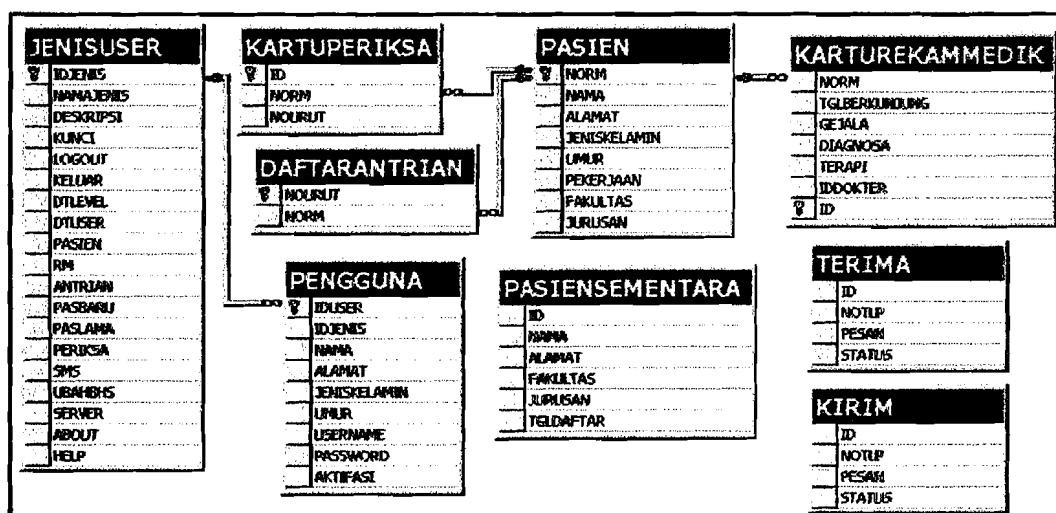 JENISUSER
IDJENIS
NAMAJENIS
DESKRIPSI
KUNCI
LOGOUT
KELUAR
DTLEVEL
DTUSER
PASIEN
RM
ANTRIAN
PASBARU
PASLAMA
PERIKSA
SMS
UBAHBHS
SERVER
ABOUT
HELP
KARTUPERIKSA
ID
NORM
NOURUT
DAFTARANTRIAN
NOURUT
NORM
PENGGUNA
IDUSER
IDJENIS
NAMA
ALAMAT
JENISKELAMIN
UMUR
USERNAME
PASSWORD
AKTIFASI
PASIEN
NORM
NAMA
ALAMAT
JENISKELAMIN
UMUR
PEKERJAAN
FAKULTAS
JURUSAN
PASIENSEMENTARA
ID
NAMA
ALAMAT
FAKULTAS
JURUSAN
TGLDAFTAR
KARTUREKAMMEDIK
NORM
TGLBERKUNJUNG
GEJALA
DIAGNOSA
TERAPI
IDDOKTER
ID
TERIMA
ID
NOTLP
PESAN
STATUS
KIRIM
ID
NOTLP
PESAN
STATUS